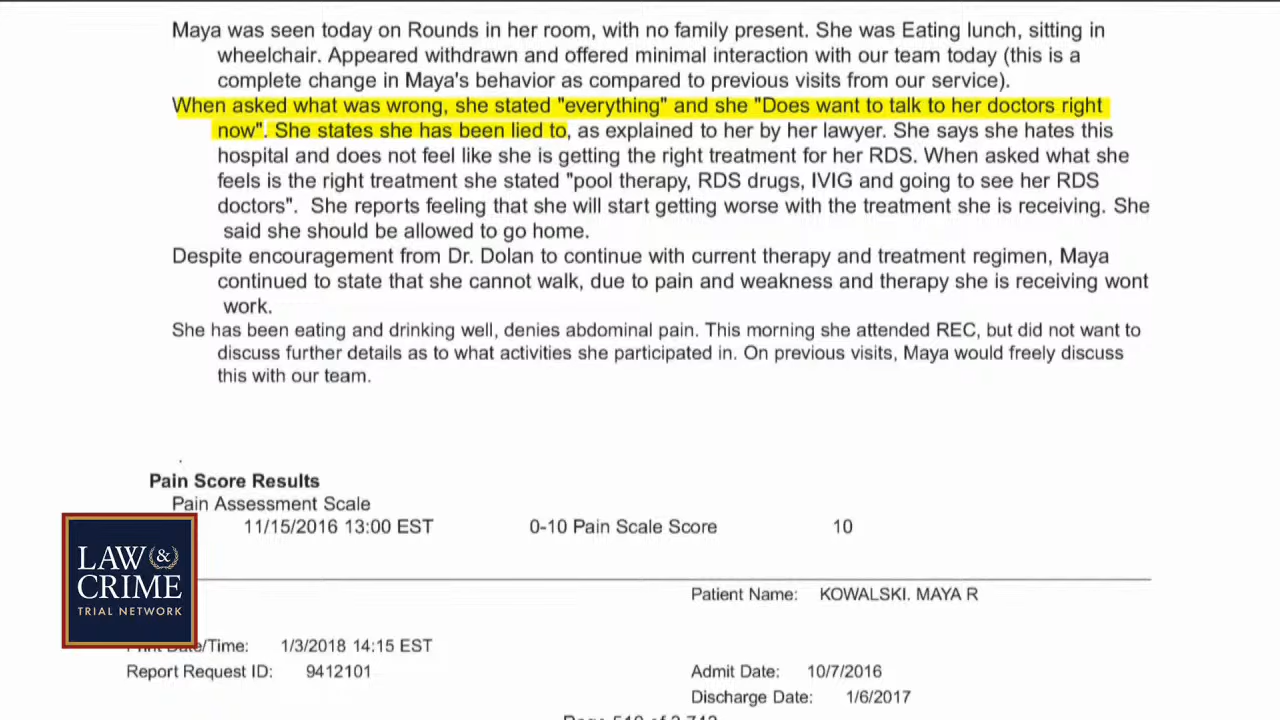 Maya was seen today on Rounds in her room, with no family present. She was Eating lunch, sitting in
wheelchair. Appeared withdrawn and offered minimal interaction with our team today (this is a
complete change in Maya's behavior as compared to previous visits from our service).
When asked what was wrong, she stated "everything" and she "Does want to talk to her doctors right
now". She states she has been lied to, as explained to her by her lawyer. She says she hates this
hospital and does not feel like she is getting the right treatment for her RDS. When asked what she
feels is the right treatment she stated "pool therapy, RDS drugs, IVIG and going to see her RDS
doctors". She reports feeling that she will start getting worse with the treatment she is receiving. She
said she should be allowed to go home.
Despite encouragement from Dr. Dolan to continue with current therapy and treatment regimen, Maya
continued to state that she cannot walk, due to pain and weakness and therapy she is receiving wont
work.
She has been eating and drinking well, denies abdominal pain. This morning she attended REC, but did not want to
discuss further details as to what activities she participated in. On previous visits, Maya would freely discuss
this with our team.
Pain Score Results
Pain Assessment Scale
11/15/2016 13:00 EST 0-10 Pain Scale Score 10
LAW &
CRIME
TRIAL NETWORK
Patient Name: KOWALSKI. MAYA R
Date/Time: 1/3/2018 14:15 EST
Report Request ID: 9412101
Admit Date: 10/7/2016
Discharge Date: 1/6/2017